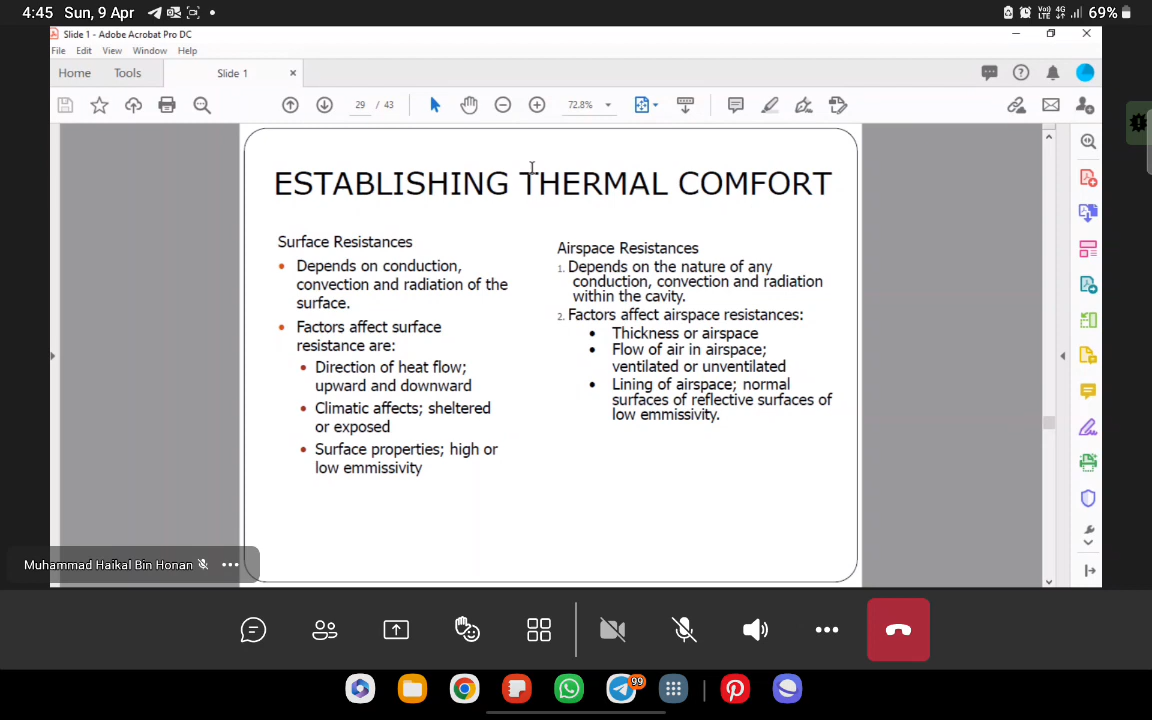 4:45 Sun, 9 Apr
69%
Slide 1 - Adobe Acrobat Pro DC
File Edit View Window Help
Home Tools Slide 1 ×
29 / 43 72.8%
ESTABLISHING THERMAL COMFORT
Surface Resistances
• Depends on conduction,
convection and radiation of the
surface.
• Factors affect surface
resistance are:
• Direction of heat flow;
upward and downward
• Climatic affects; sheltered
or exposed
• Surface properties; high or
low emmissivity
Airspace Resistances
1. Depends on the nature of any
conduction, convection and radiation
within the cavity.
2. Factors affect airspace resistances:
• Thickness or airspace
• Flow of air in airspace;
ventilated or unventilated
• Lining of airspace; normal
surfaces of reflective surfaces of
low emmissivity.
Muhammad Haikal Bin Honan
99